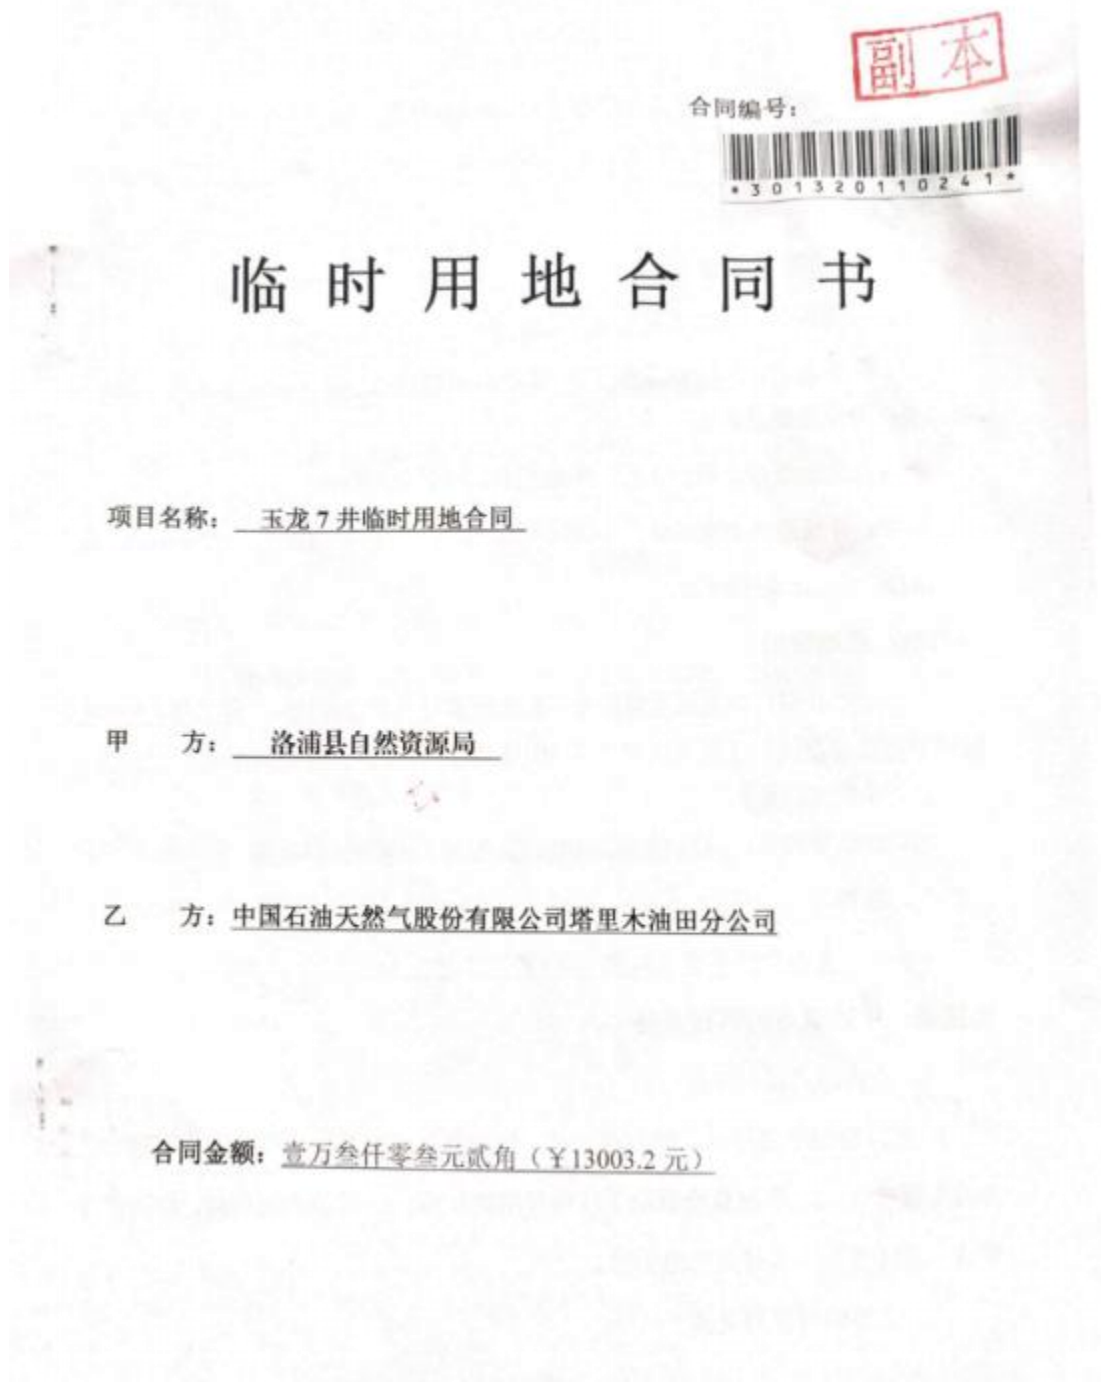 副本
合同编号：
*301320110241*
临时用地合同书
项目名称： 玉龙7井临时用地合同
甲 方： 洛浦县自然资源局
乙 方：中国石油天然气股份有限公司塔里木油田分公司
合同金额：壹万叁仟零叁元贰角（￥13003.2 元）